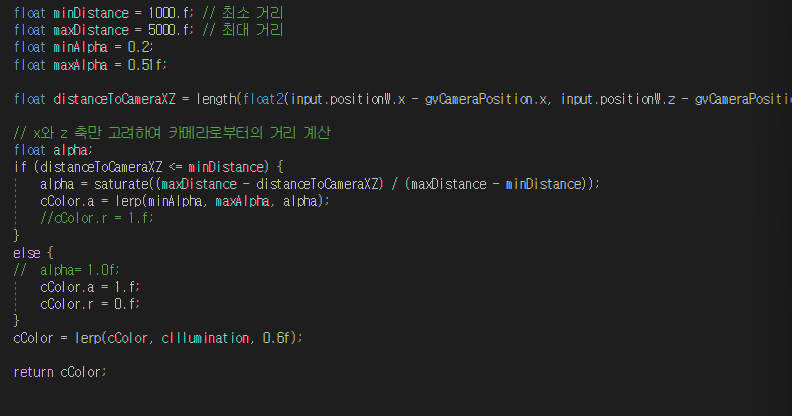 float minDistance = 1000.f; // 최소 거리
float maxDistance = 5000.f; // 최대 거리
float minAlpha = 0.2;
float maxAlpha = 0.51f;
float distanceToCameraXZ = length(float2(input.positionW.x - gvCameraPosition.x, input.positionW.z - gvCameraPositi
// x와 z 축만 고려하여 카메라로부터의 거리 계산
float alpha;
if (distanceToCameraXZ <= minDistance) {
alpha = saturate((maxDistance - distanceToCameraXZ) / (maxDistance - minDistance));
cColor.a = lerp(minAlpha, maxAlpha, alpha);
//cColor.r = 1.f;
}
else {
// alpha= 1.0f;
cColor.a = 1.f;
cColor.r = 0.f;
}
cColor = lerp(cColor, cIllumination, 0.6f);
return cColor;